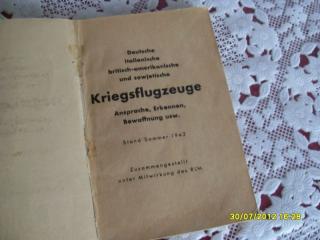 Deutsche
italienische
britisch-amerikanische
und sowjetische
Kriegsflugzeuge
Ansprache, Erkennen,
Bewaffnung usw.
Stand Sommer 1942
Zusammengestellt
unter Mitwirkung des RLM.
30/07/2012 16:28